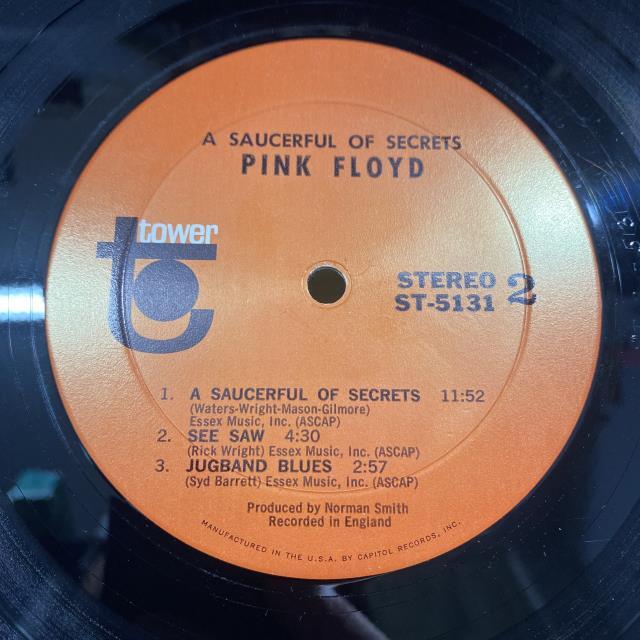 A SAUCERFUL OF SECRETS
PINK FLOYD
tower
t
STEREO 2
ST-5131
1. A SAUCERFUL OF SECRETS 11:52
(Waters-Wright-Mason-Gilmore)
Essex Music, Inc. (ASCAP)
2. SEE SAW 4:30
(Rick Wright) Essex Music, Inc. (ASCAP)
3. JUGBAND BLUES 2:57
(Syd Barrett) Essex Music, Inc. (ASCAP)
Produced by Norman Smith
Recorded in England
MANUFACTURED IN THE U.S.A. BY CAPITOL RECORDS, INC.